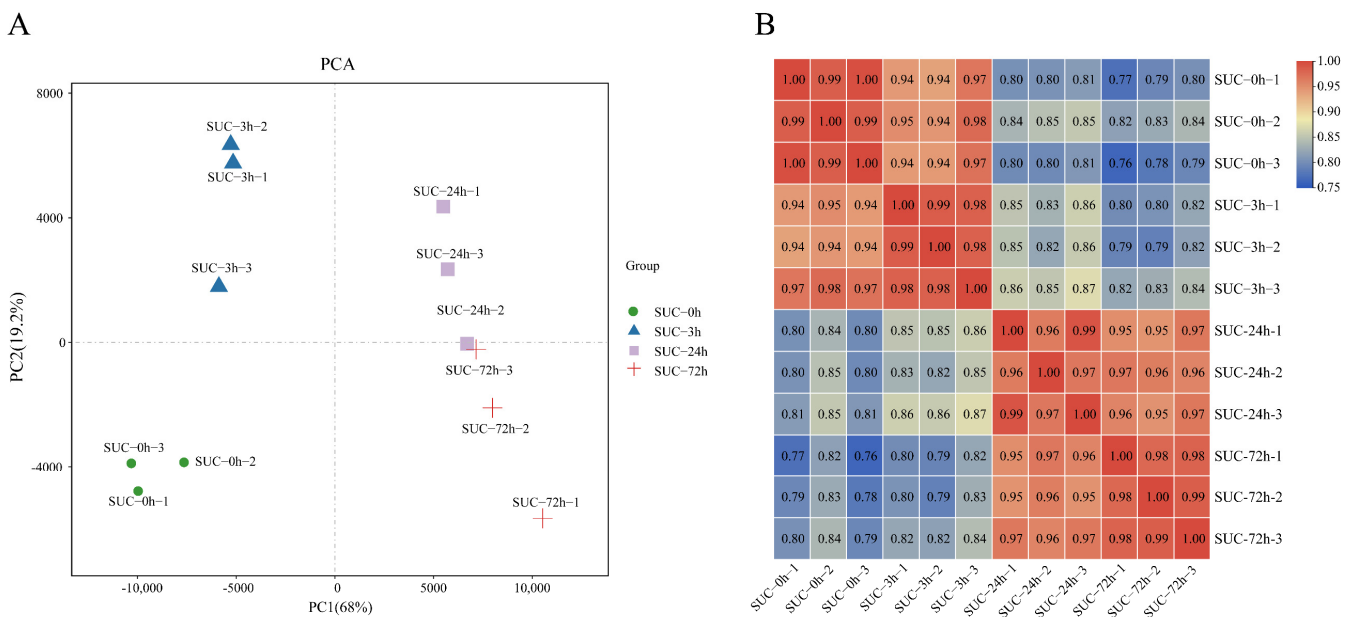 A
PCA
8000
4000
0
-4000
PC2(19.2%)
SUC−3h−2
SUC−3h−1
SUC−24h−1
SUC−24h−3
SUC−3h−3
SUC−24h−2
SUC−72h−3
SUC−72h−2
SUC−0h−3
SUC−0h−2
SUC−0h−1
SUC−72h−1
-10,000
-5000
0
5000
10,000
PC1(68%)
Group
SUC−0h
SUC−3h
SUC−24h
SUC−72h
B
1.00 0.99 1.00 0.94 0.94 0.97 0.80 0.80 0.81 0.77 0.79 0.80 SUC-0h-1
0.99 1.00 0.99 0.95 0.94 0.98 0.84 0.85 0.85 0.82 0.83 0.84 SUC-0h-2
1.00 0.99 1.00 0.94 0.94 0.97 0.80 0.80 0.81 0.76 0.78 0.79 SUC-0h-3
0.94 0.95 0.94 1.00 0.99 0.98 0.85 0.83 0.86 0.80 0.80 0.82 SUC-3h-1
0.94 0.94 0.94 0.99 1.00 0.98 0.85 0.82 0.86 0.79 0.79 0.82 SUC-3h-2
0.97 0.98 0.97 0.98 0.98 1.00 0.86 0.85 0.87 0.82 0.83 0.84 SUC-3h-3
0.80 0.84 0.80 0.85 0.85 0.86 1.00 0.96 0.99 0.95 0.95 0.97 SUC-24h-1
0.80 0.85 0.80 0.83 0.82 0.85 0.96 1.00 0.97 0.97 0.96 0.96 SUC-24h-2
0.81 0.85 0.81 0.86 0.86 0.87 0.99 0.97 1.00 0.96 0.95 0.97 SUC-24h-3
0.77 0.82 0.76 0.80 0.79 0.82 0.95 0.97 0.96 1.00 0.98 0.98 SUC-72h-1
0.79 0.83 0.78 0.80 0.79 0.83 0.95 0.96 0.95 0.98 1.00 0.99 SUC-72h-2
0.80 0.84 0.79 0.82 0.82 0.84 0.97 0.96 0.97 0.98 0.99 1.00 SUC-72h-3
SUC−0h−1
SUC−0h−2
SUC−0h−3
SUC−3h−1
SUC−3h−2
SUC−3h−3
SUC−24h−1
SUC−24h−2
SUC−24h−3
SUC−72h−1
SUC−72h−2
SUC−72h−3
1.00
0.95
0.90
0.85
0.80
0.75